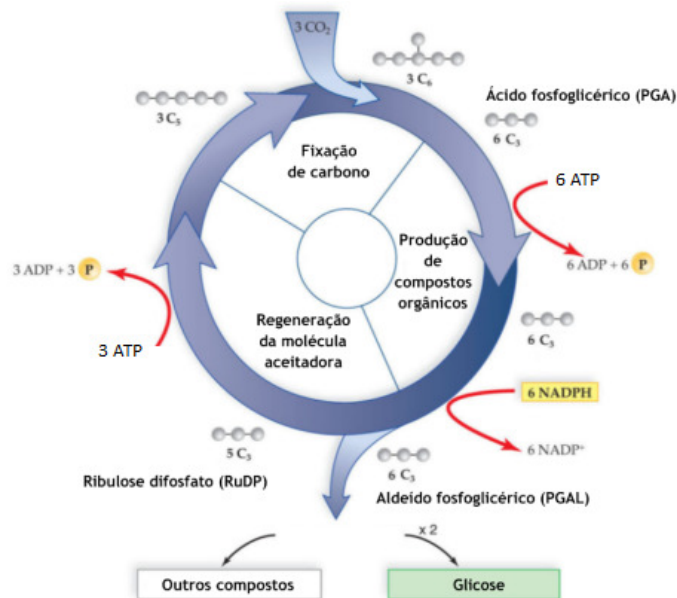 3 CO₂
3 C₆
3 C₅
Ácido fosfoglicérico (PGA)
6 C₃
Fixação
de carbono
6 ATP
Produção
de
compostos
orgânicos
3 ADP + 3 P
6 ADP + 6 P
Regeneração
da molécula
aceitadora
3 ATP
6 C₃
6 NADPH
6 NADP⁺
5 C₃
6 C₃
Ribulose difosfato (RuDP)
Aldeído fosfoglicérico (PGAL)
x 2
Outros compostos
Glicose